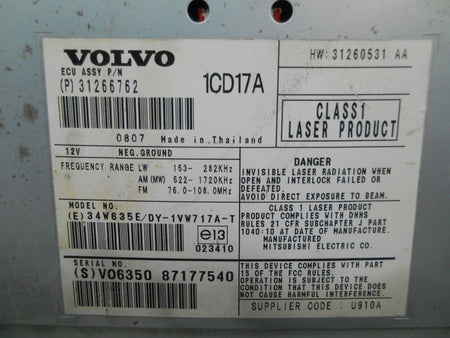 VOLVO
ECU ASSY P/N
(P) 31266762
1CD17A
HW: 31260531 AA
CLASS1
LASER PRODUCT
0807 Made in Thailand
12V NEG.GROUND
FREQUENCY RANGE LW 153- 282KHz
AM (MW) 522-1720KHz
FM 76.0-108.0MHz
MODEL NO.
(E) 34W635E/DY-1VW717A-T
e13
023410
SERIAL NO.
(S) VO6350 87177540
DANGER
INVISIBLE LASER RADIATION WHEN
OPEN AND INTERLOCK FAILED OR
DEFEATED.
AVOID DIRECT EXPOSURE TO BEAM.
CLASS 1 LASER PRODUCT
PRODUCT COMPLIES WITH DHHS
RULES 21 CFR SUBCHAPTER J PART
1040:10 AT DATE OF MANUFACTURE.
MANUFACTURED
MITSUBISHI ELECTRIC CO.
THIS DEVICE COMPLIES WITH PART
15 OF THE FCC RULES.
OPERATION IS SUBJECT TO THE
CONDITION THAT THIS DEVICE DOES
NOT CAUSE HARMFUL INTERFERENCE.
SUPPLIER CODE : U910A